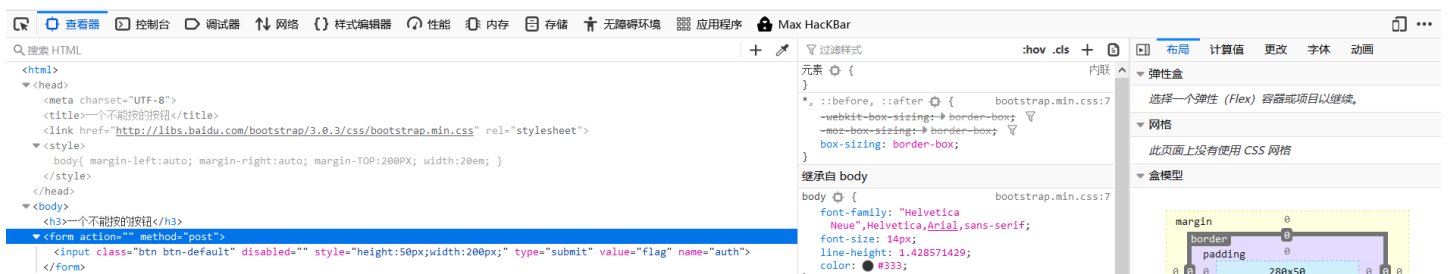 查看器 控制台 调试器 网络 样式编辑器 性能 内存 存储 无障碍环境 应用程序 Max HacKBar
搜索 HTML
<html>
<head>
<meta charset="UTF-8">
<title>一个不能按的按钮</title>
<link href="http://libs.baidu.com/bootstrap/3.0.3/css/bootstrap.min.css" rel="stylesheet">
<style>
body{ margin-left:auto; margin-right:auto; margin-TOP:200PX; width:20em; }
</style>
</head>
<body>
<h3>一个不能按的按钮</h3>
<form action="" method="post">
<input class="btn btn-default" disabled="" style="height:50px;width:200px;" type="submit" value="flag" name="auth">
</form>
过滤样式 :hov .cls
元素 { 内联
}
*, ::before, ::after { bootstrap.min.css:7
-webkit-box-sizing: border-box;
-moz-box-sizing: border-box;
box-sizing: border-box;
}
继承自 body
body { bootstrap.min.css:7
font-family: "Helvetica
Neue",Helvetica,Arial,sans-serif;
font-size: 14px;
line-height: 1.428571429;
color: #333;
布局 计算值 更改 字体 动画
弹性盒
选择一个弹性（Flex）容器或项目以继续。
网格
此页面上没有使用 CSS 网格
盒模型
margin 0
border 0
padding 0
0 0 0 280x50 0 0 0